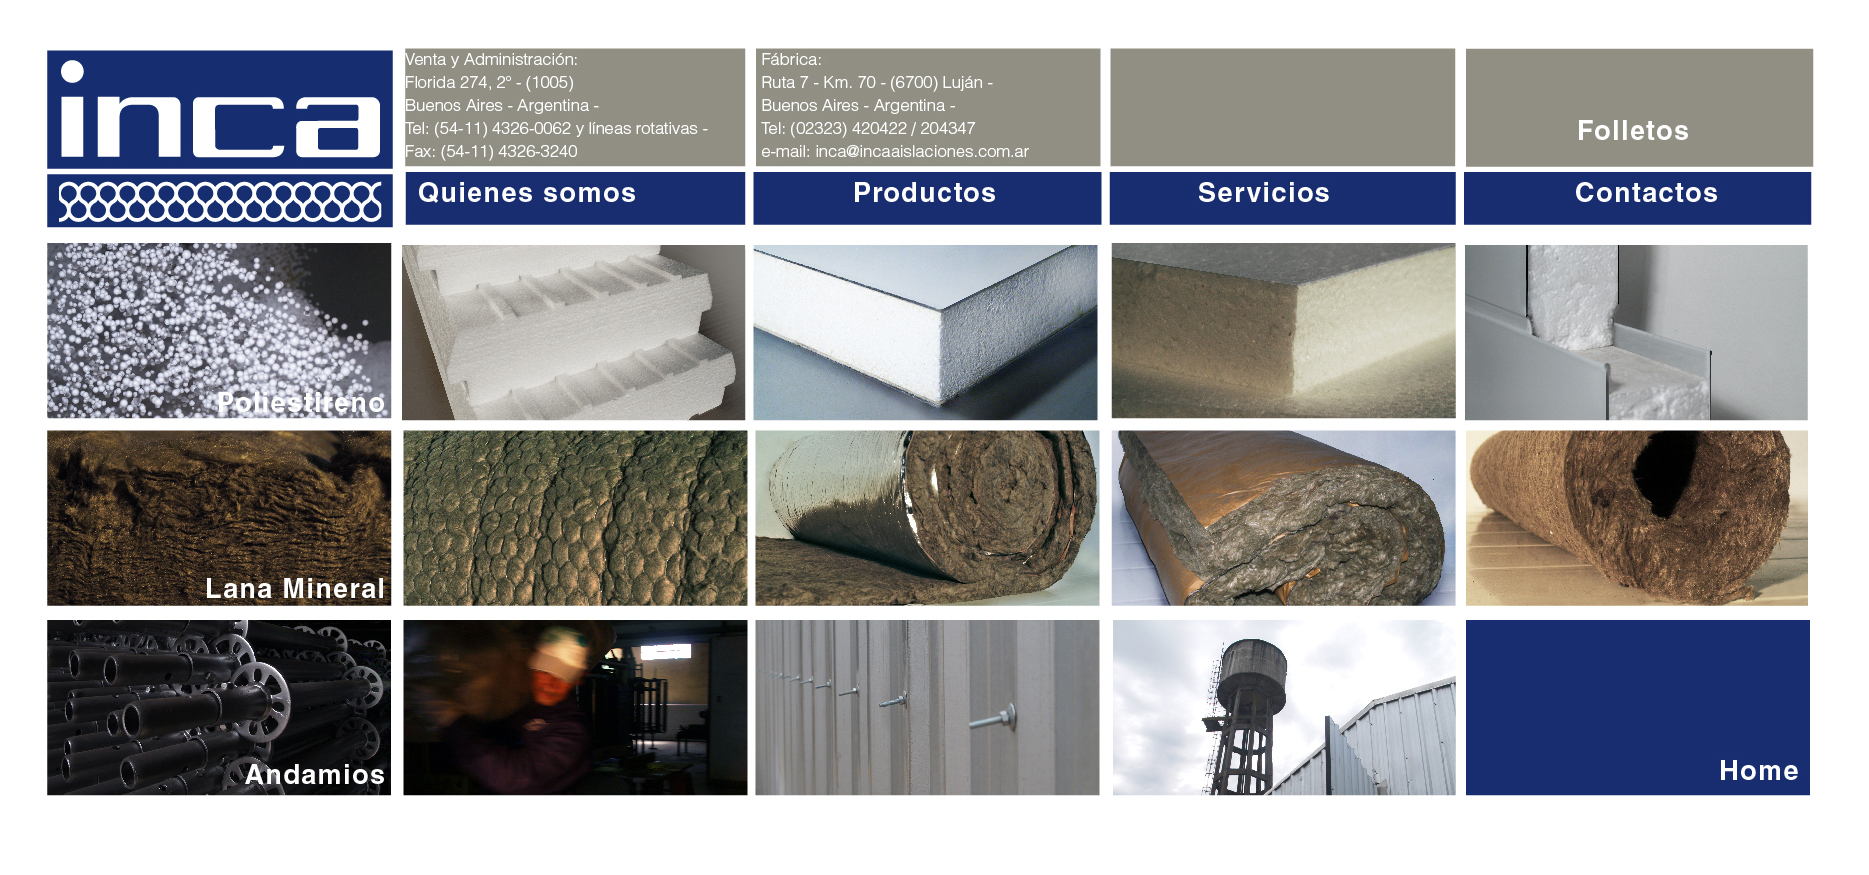 inca
Venta y Administración:
Florida 274, 2º - (1005)
Buenos Aires - Argentina -
Tel: (54-11) 4326-0062 y líneas rotativas -
Fax: (54-11) 4326-3240
Fábrica:
Ruta 7 - Km. 70 - (6700) Luján -
Buenos Aires - Argentina -
Tel: (02323) 420422 / 204347
e-mail: inca@incaaislaciones.com.ar
Folletos
Quienes somos
Productos
Servicios
Contactos
Poliestireno
Lana Mineral
Andamios
Home